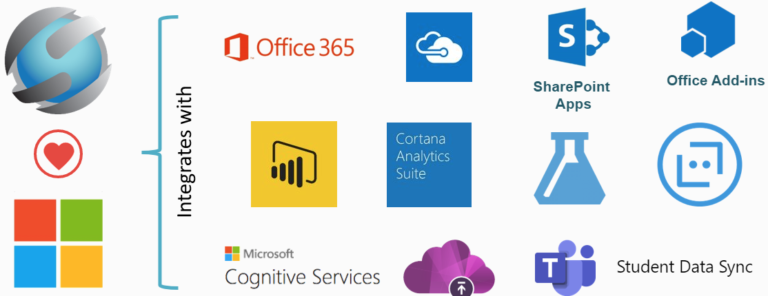 Integrates with
Office 365
S
SharePoint
Apps
Office Add-ins
Cortana
Analytics
Suite
Microsoft
Cognitive Services
T
Student Data Sync